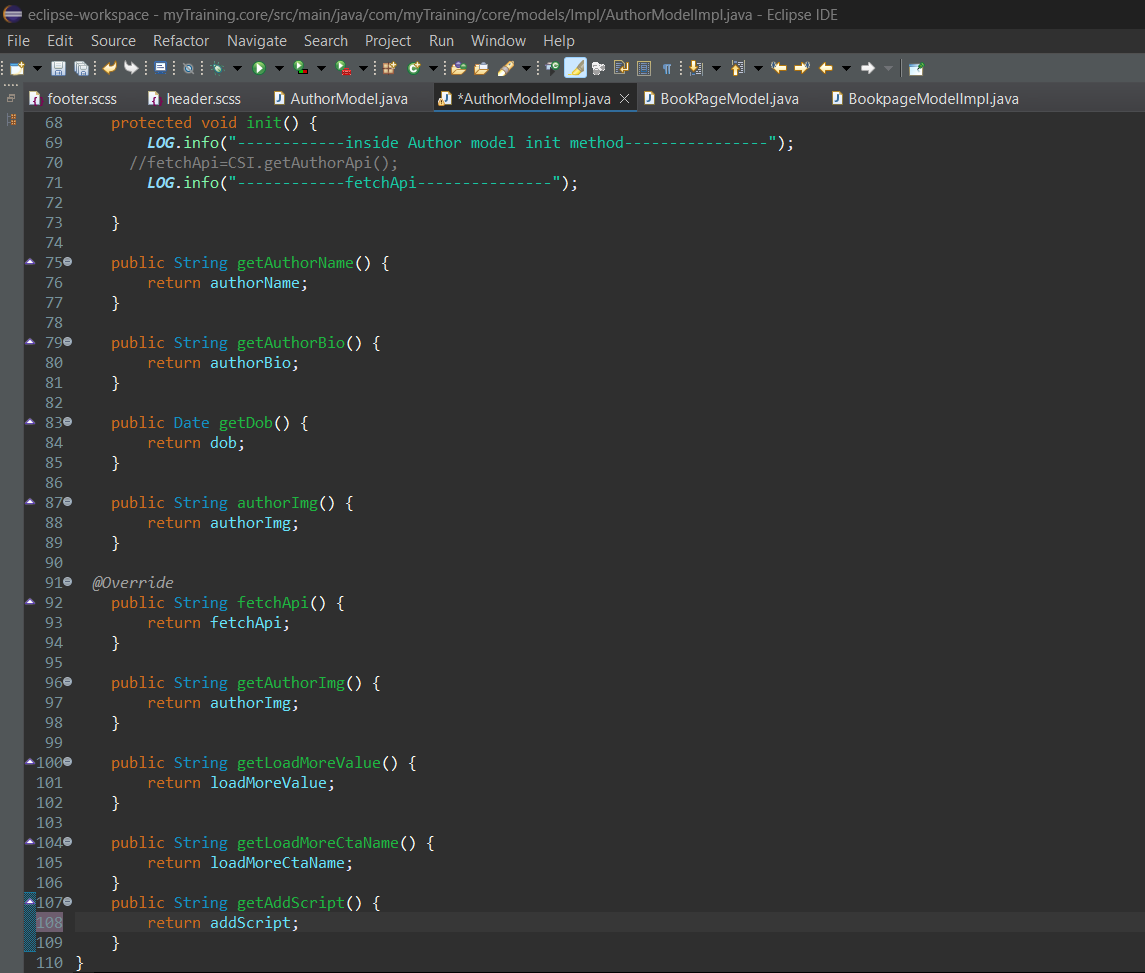 eclipse-workspace - myTraining.core/src/main/java/com/myTraining/core/models/Impl/AuthorModelImpl.java - Eclipse IDE
File Edit Source Refactor Navigate Search Project Run Window Help
footer.scss header.scss AuthorModel.java *AuthorModelImpl.java BookPageModel.java BookpageModelImpl.java
68 protected void init() {
69 LOG.info("------------inside Author model init method----------------");
70 //fetchApi=CSI.getAuthorApi();
71 LOG.info("------------fetchApi---------------");
72
73 }
74
75 public String getAuthorName() {
76 return authorName;
77 }
78
79 public String getAuthorBio() {
80 return authorBio;
81 }
82
83 public Date getDob() {
84 return dob;
85 }
86
87 public String authorImg() {
88 return authorImg;
89 }
90
91 @Override
92 public String fetchApi() {
93 return fetchApi;
94 }
95
96 public String getAuthorImg() {
97 return authorImg;
98 }
99
100 public String getLoadMoreValue() {
101 return loadMoreValue;
102 }
103
104 public String getLoadMoreCtaName() {
105 return loadMoreCtaName;
106 }
107 public String getAddScript() {
108 return addScript;
109 }
110 }